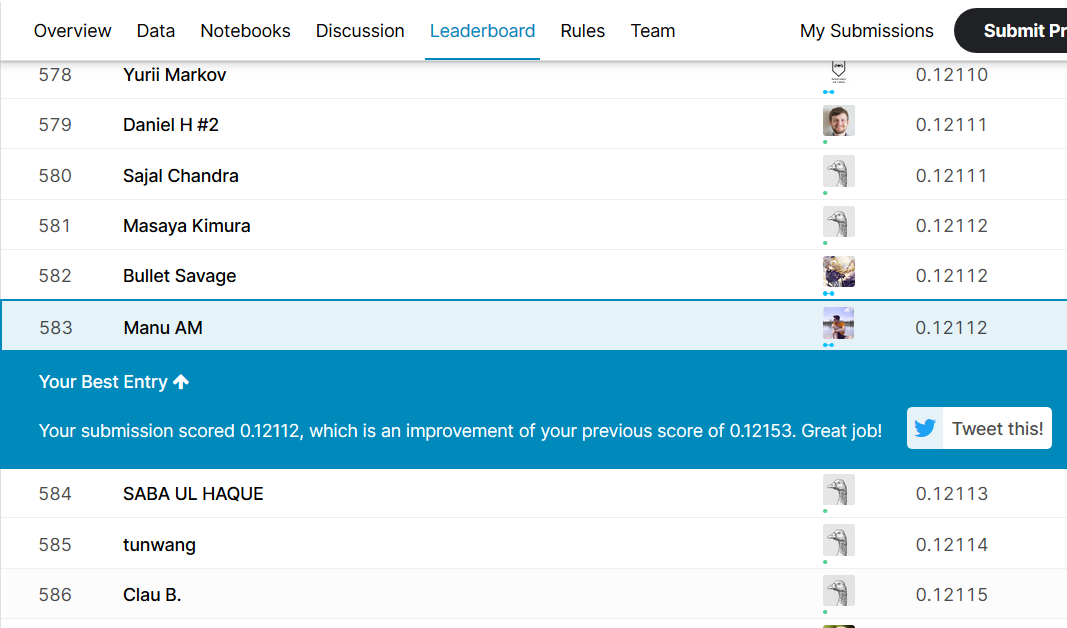 Overview Data Notebooks Discussion Leaderboard Rules Team My Submissions Submit Pr
578 Yurii Markov 0.12110
579 Daniel H #2 0.12111
580 Sajal Chandra 0.12111
581 Masaya Kimura 0.12112
582 Bullet Savage 0.12112
583 Manu AM 0.12112
Your Best Entry
Your submission scored 0.12112, which is an improvement of your previous score of 0.12153. Great job! Tweet this!
584 SABA UL HAQUE 0.12113
585 tunwang 0.12114
586 Clau B. 0.12115